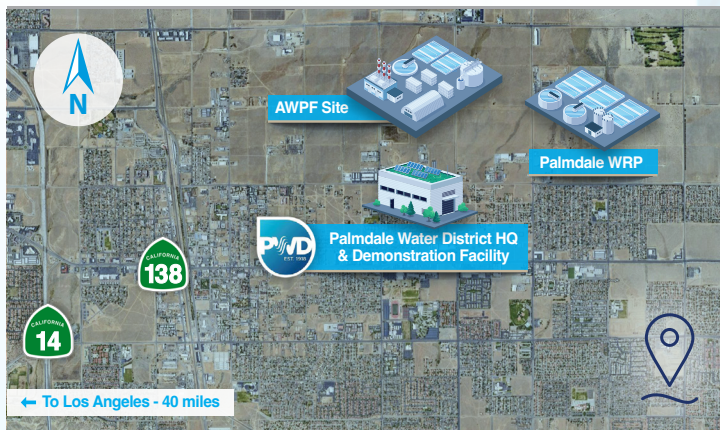 N
AWPF Site
Palmdale WRP
PWD
EST. 1918
Palmdale Water District HQ
& Demonstration Facility
CALIFORNIA
138
CALIFORNIA
14
← To Los Angeles - 40 miles